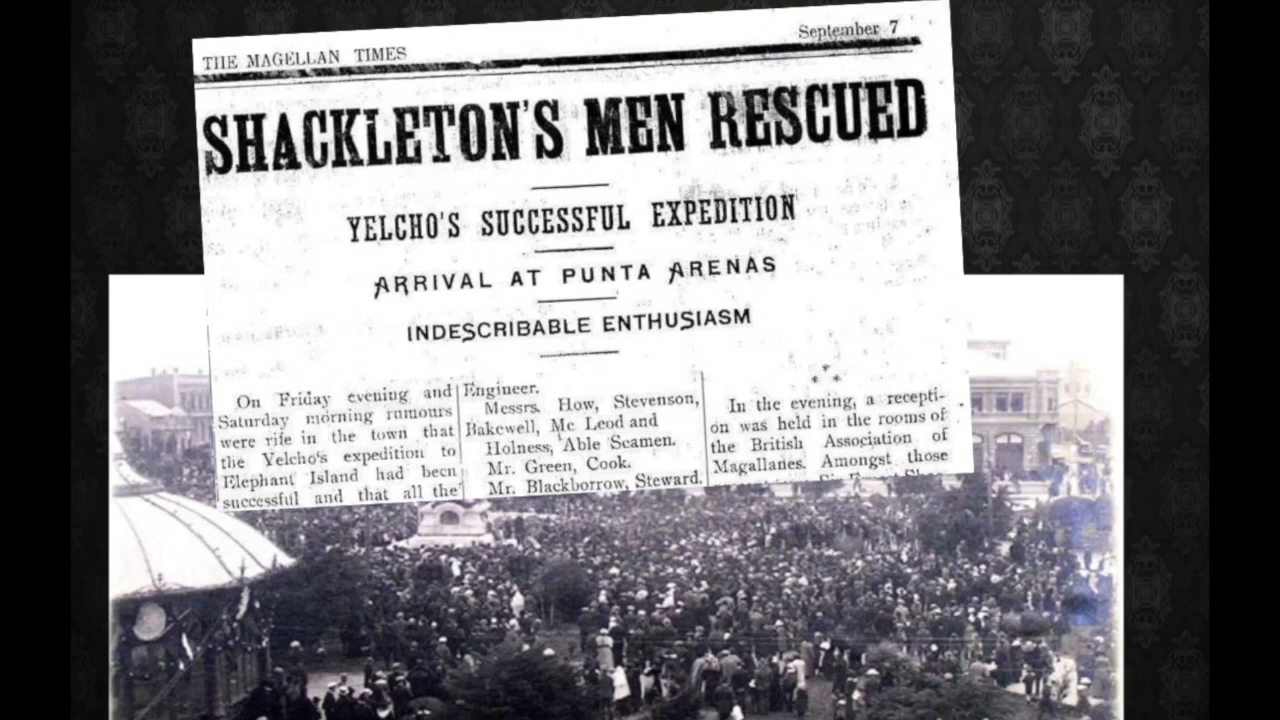 THE MAGELLAN TIMES
September 7
SHACKLETON'S MEN RESCUED
YELCHO'S SUCCESSFUL EXPEDITION
ARRIVAL AT PUNTA ARENAS
INDESCRIBABLE ENTHUSIASM
On Friday evening and
Saturday morning rumours
were rife in the town that
the Yelcho's expedition to
Elephant Island had been
successful and that all the
Engineer.
Messrs. How, Stevenson,
Bakewell, Mc Leod and
Holness, Able Seamen.
Mr. Green, Cook.
Mr. Blackborrow, Steward.
In the evening, a recepti-
on was held in the rooms of
the British Association of
Magallanes. Amongst those